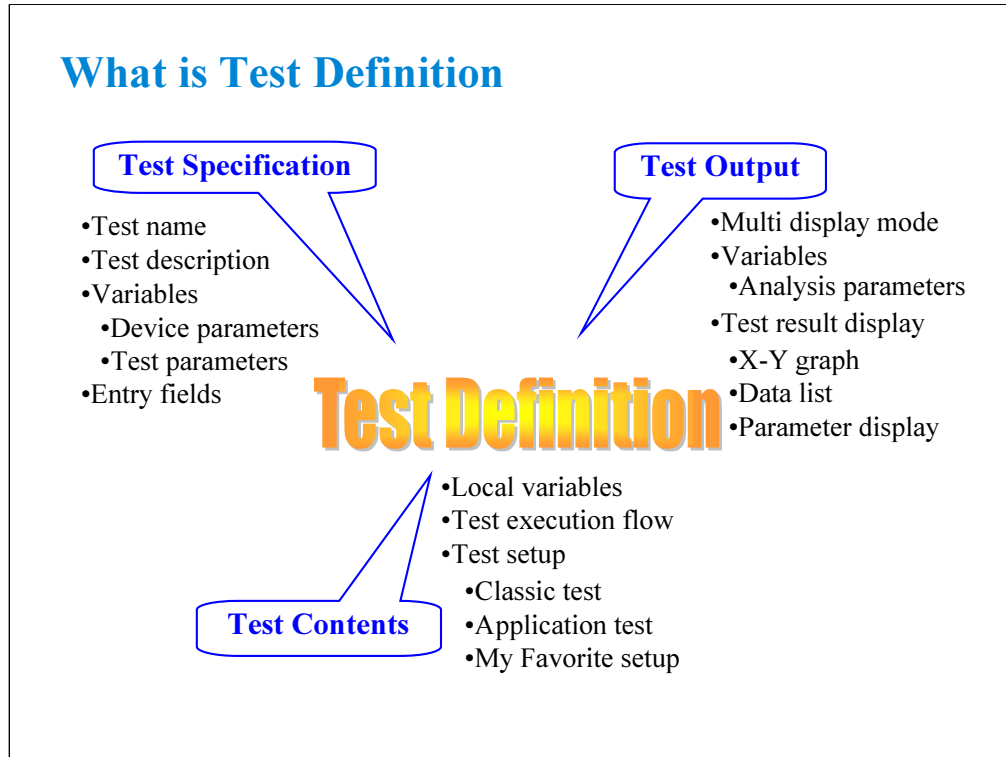 What is Test Definition
Test Specification
•Test name
•Test description
•Variables
•Device parameters
•Test parameters
•Entry fields
Test Output
•Multi display mode
•Variables
•Analysis parameters
•Test result display
•X-Y graph
•Data list
•Parameter display
Test Definition
Test Contents
•Local variables
•Test execution flow
•Test setup
•Classic test
•Application test
•My Favorite setup